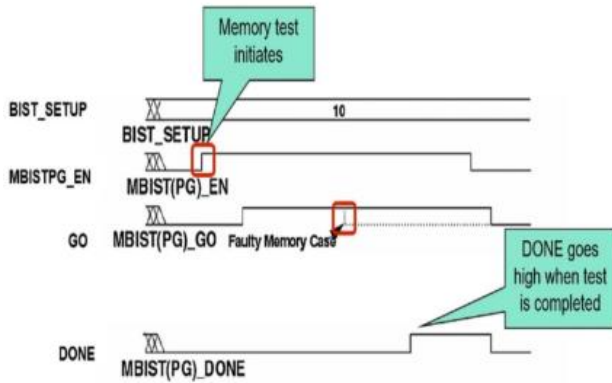 Memory test
initiates
BIST_SETUP
10
BIST_SETUP
MBISTPG_EN
MBIST(PG)_EN
GO
MBIST(PG)_GO
Faulty Memory Case
DONE goes
high when test
is completed
DONE
MBIST(PG)_DONE